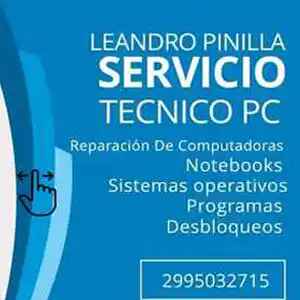 LEANDRO PINILLA
SERVICIO
TECNICO PC
Reparación De Computadoras
Notebooks
Sistemas operativos
Programas
Desbloqueos
2995032715